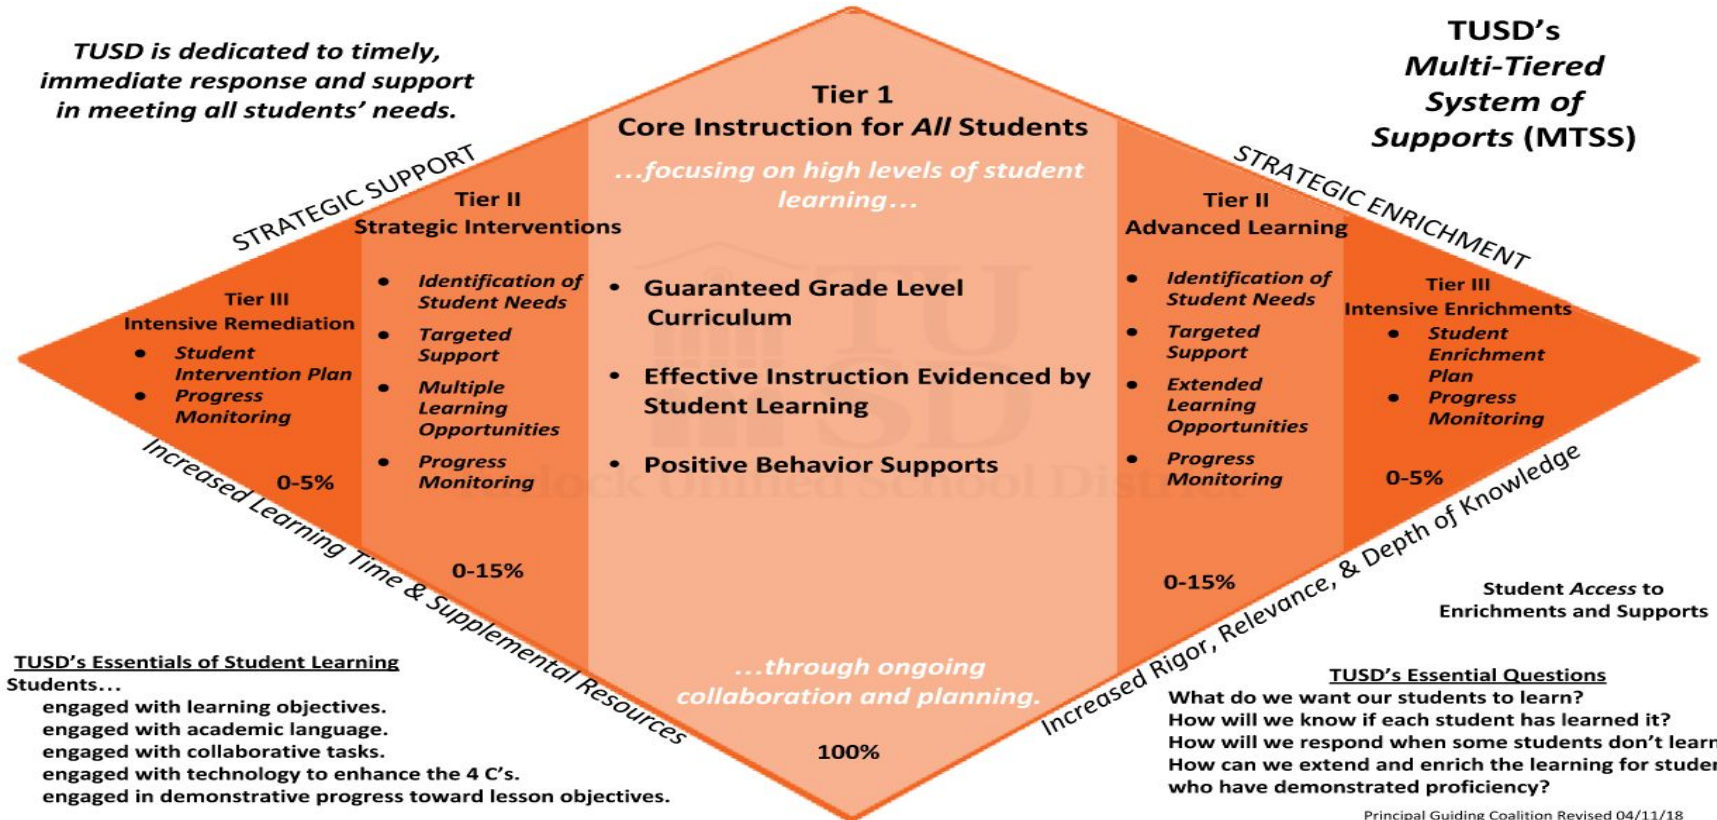 TUSD is dedicated to timely,
immediate response and support
in meeting all students' needs.
TUSD's
Multi-Tiered
System of
Supports (MTSS)
STRATEGIC SUPPORT
STRATEGIC ENRICHMENT
Tier 1
Core Instruction for All Students
...focusing on high levels of student
learning...
• Guaranteed Grade Level
Curriculum
• Effective Instruction Evidenced by
Student Learning
• Positive Behavior Supports
...through ongoing
collaboration and planning.
100%
Tier II
Strategic Interventions
• Identification of
Student Needs
• Targeted
Support
• Multiple
Learning
Opportunities
• Progress
Monitoring
0-15%
Tier III
Intensive Remediation
• Student
Intervention Plan
• Progress
Monitoring
0-5%
Tier II
Advanced Learning
• Identification of
Student Needs
• Targeted
Support
• Extended
Learning
Opportunities
• Progress
Monitoring
0-15%
Tier III
Intensive Enrichments
• Student
Enrichment
Plan
• Progress
Monitoring
0-5%
Increased Learning Time & Supplemental Resources
Increased Rigor, Relevance, & Depth of Knowledge
TU
SD
Unified School District
Student Access to
Enrichments and Supports
TUSD's Essentials of Student Learning
Students...
engaged with learning objectives.
engaged with academic language.
engaged with collaborative tasks.
engaged with technology to enhance the 4 C's.
engaged in demonstrative progress toward lesson objectives.
TUSD's Essential Questions
What do we want our students to learn?
How will we know if each student has learned it?
How will we respond when some students don't learn
How can we extend and enrich the learning for
who have demonstrated proficiency?
Principal Guiding Coalition Revised 04/11/18